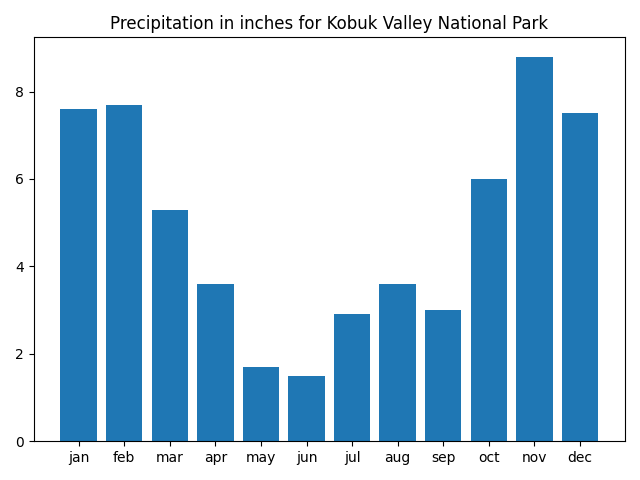 Precipitation in inches for Kobuk Valley National Park
8
6
4
2
0
jan feb mar apr may jun jul aug sep oct nov dec